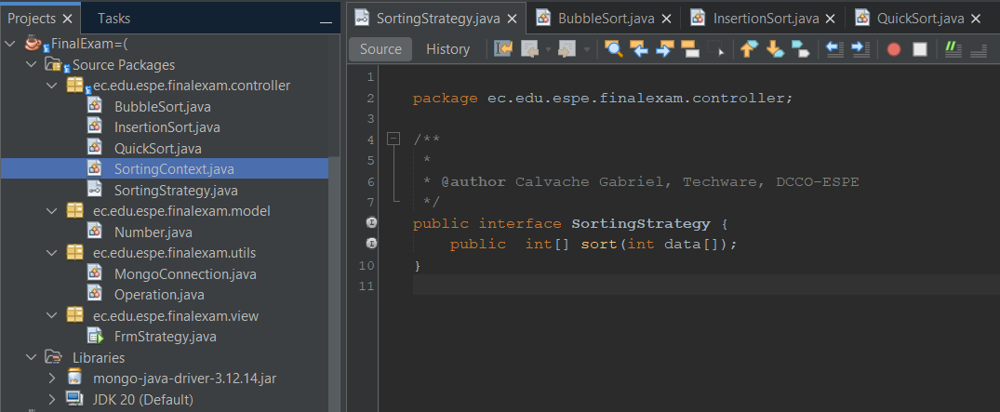 Projects
Tasks
FinalExam=(
Source Packages
ec.edu.espe.finalexam.controller
BubbleSort.java
InsertionSort.java
QuickSort.java
SortingContext.java
SortingStrategy.java
ec.edu.espe.finalexam.model
Number.java
ec.edu.espe.finalexam.utils
MongoConnection.java
Operation.java
ec.edu.espe.finalexam.view
FrmStrategy.java
Libraries
mongo-java-driver-3.12.14.jar
JDK 20 (Default)
SortingStrategy.java
BubbleSort.java
InsertionSort.java
QuickSort.java
Source
History
1
2 package ec.edu.espe.finalexam.controller;
3
4 /**
5 *
6 * @author Calvache Gabriel, Techware, DCCO-ESPE
7 */
public interface SortingStrategy {
public  int[] sort(int data[]);
10 }
11